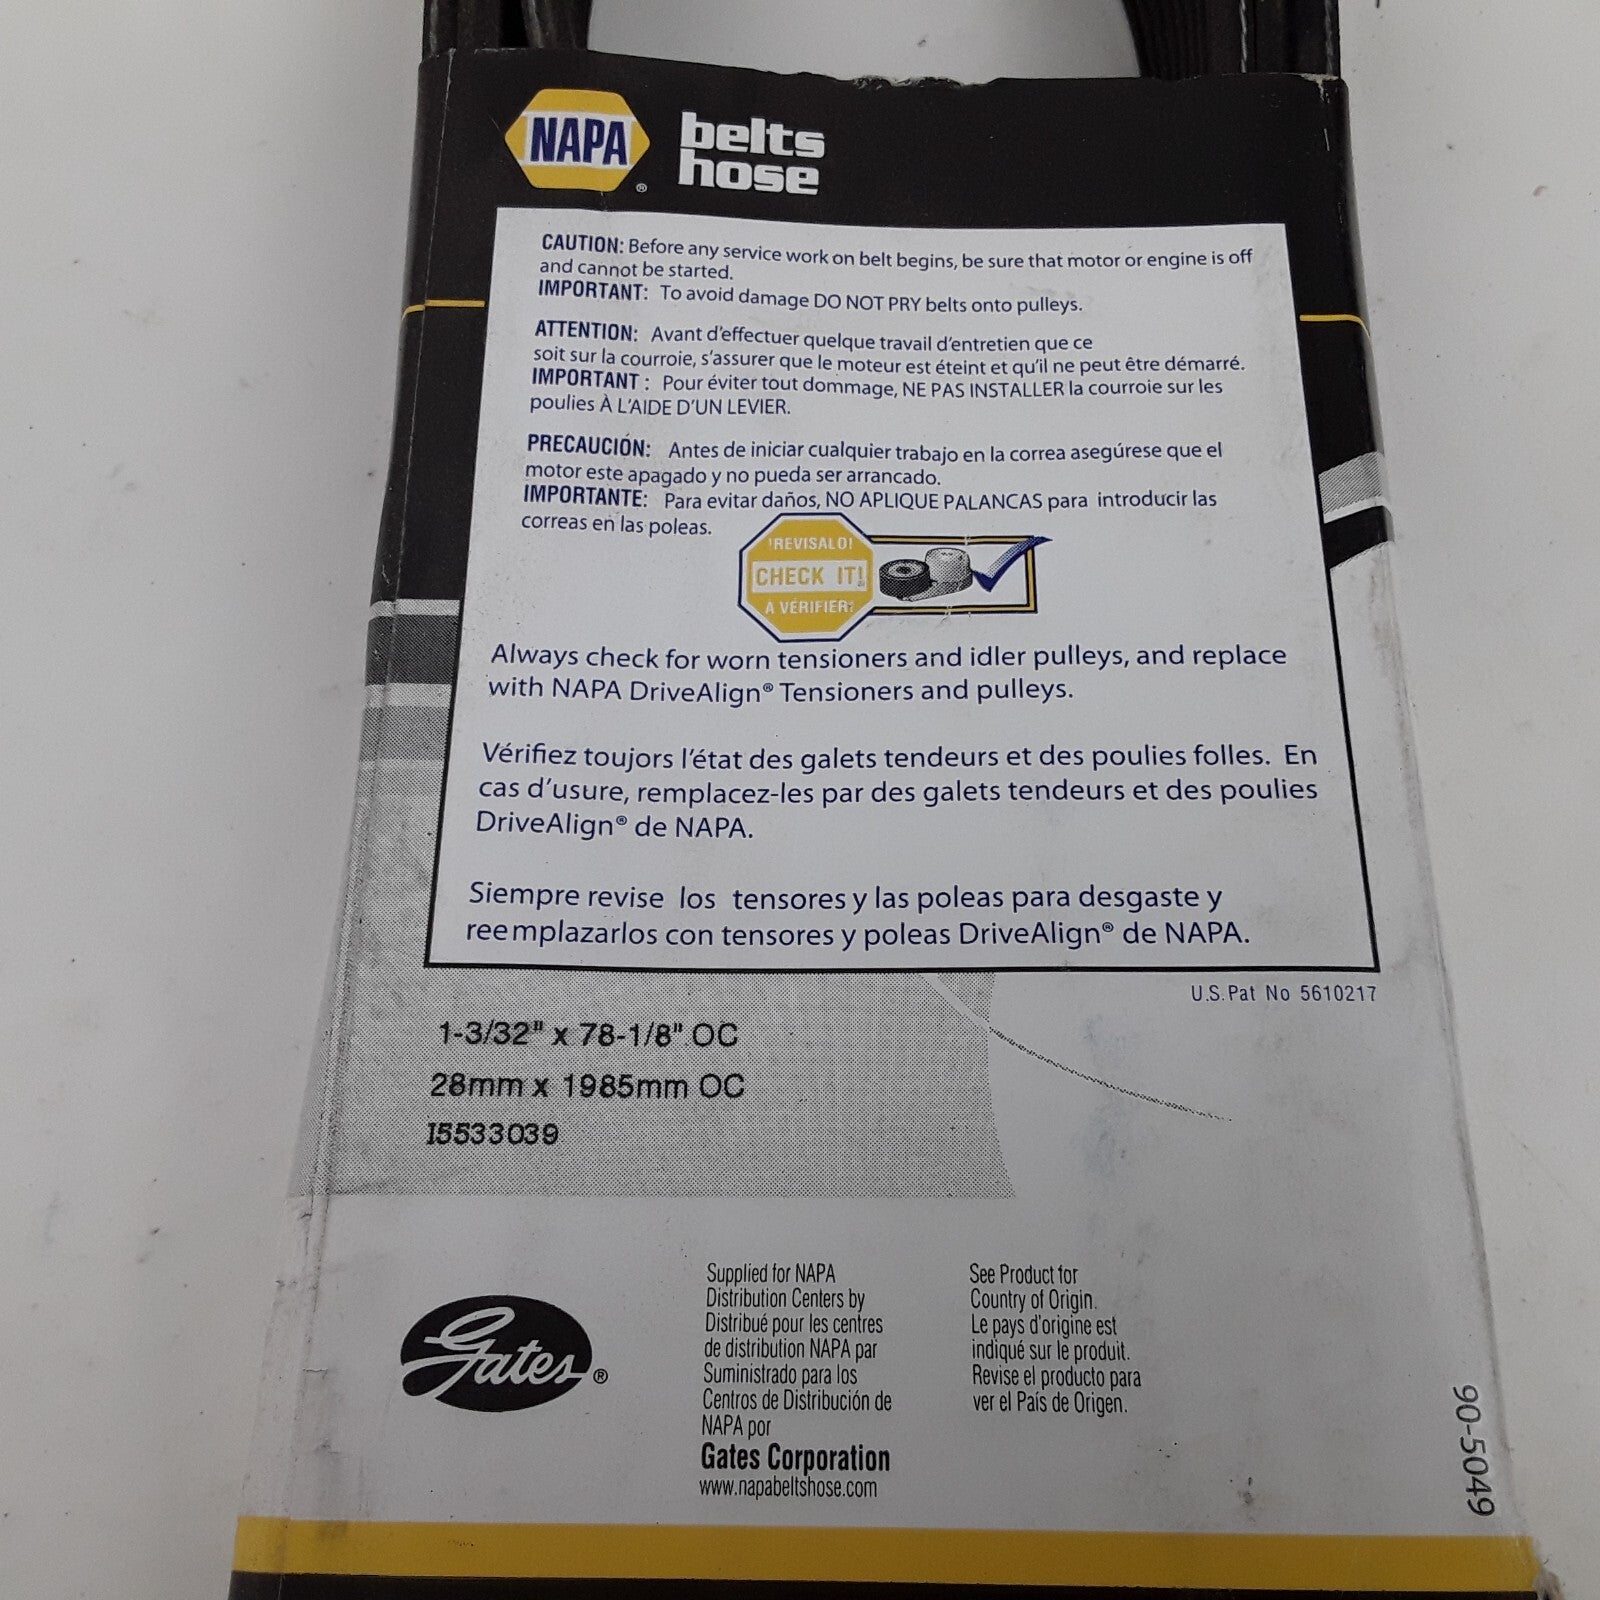 NAPA®
belts
hose
CAUTION: Before any service work on belt begins, be sure that motor or engine is off
and cannot be started.
IMPORTANT: To avoid damage DO NOT PRY belts onto pulleys.
ATTENTION: Avant d'effectuer quelque travail d'entretien que ce
soit sur la courroie, s'assurer que le moteur est éteint et qu'il ne peut être démarré.
IMPORTANT : Pour éviter tout dommage, NE PAS INSTALLER la courroie sur les
poulies À L'AIDE D'UN LEVIER.
PRECAUCIÓN: Antes de iniciar cualquier trabajo en la correa asegúrese que el
motor este apagado y no pueda ser arrancado.
IMPORTANTE: Para evitar daños, NO APLIQUE PALANCAS para introducir las
correas en las poleas.
!REVISALO!
CHECK IT!
A VÉRIFIER!
Always check for worn tensioners and idler pulleys, and replace
with NAPA DriveAlign® Tensioners and pulleys.
Vérifiez toujors l'état des galets tendeurs et des poulies folles. En
cas d'usure, remplacez-les par des galets tendeurs et des poulies
DriveAlign® de NAPA.
Siempre revise los tensores y las poleas para desgaste y
reemplazarlos con tensores y poleas DriveAlign® de NAPA.
U.S. Pat No 5610217
1-3/32" x 78-1/8" OC
28mm x 1985mm OC
I5533039
Gates®
Supplied for NAPA
Distribution Centers by
Distribué pour les centres
de distribution NAPA par
Suministrado para los
Centros de Distribución de
NAPA por
Gates Corporation
www.napabeltshose.com
See Product for
Country of Origin.
Le pays d'origine est
indiqué sur le produit.
Revise el producto para
ver el País de Origen.
90-5049